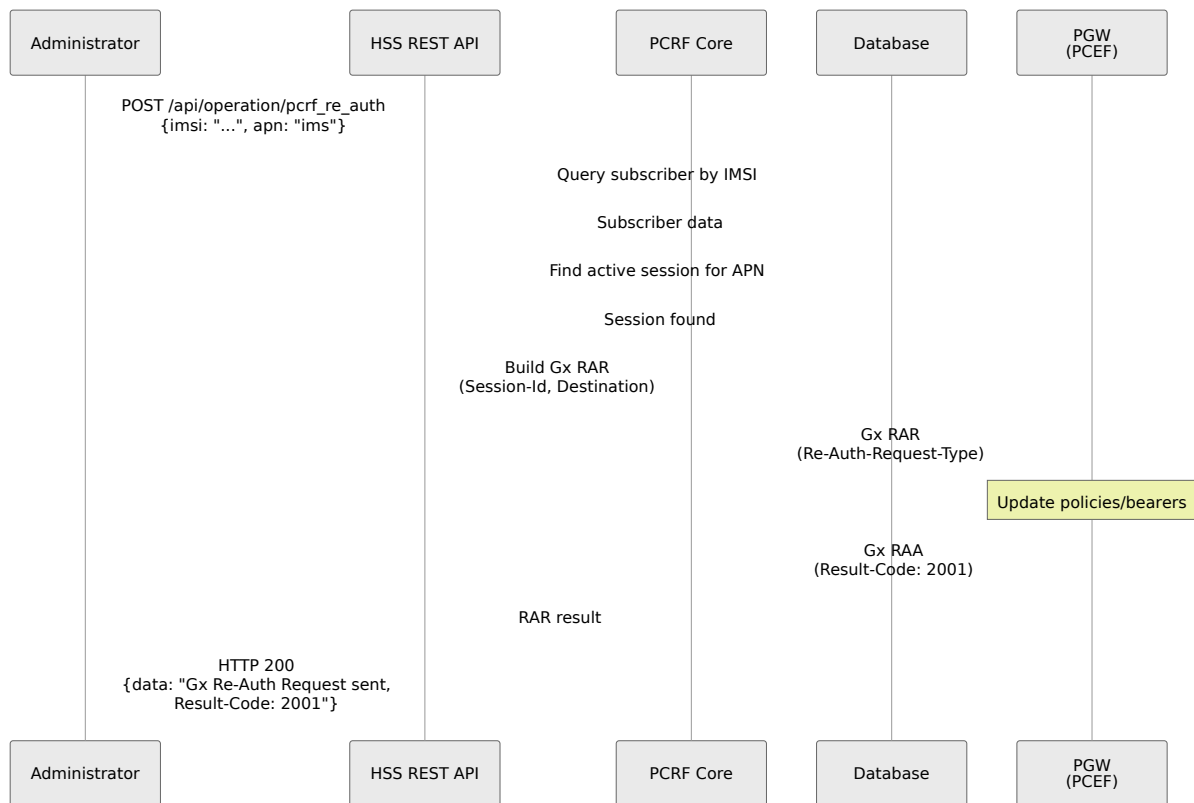 Administrator
HSS REST API
PCRF Core
Database
PGW
(PCEF)
POST /api/operation/pcrf_re_auth
{imsi: "...", apn: "ims"}
Query subscriber by IMSI
Subscriber data
Find active session for APN
Session found
Build Gx RAR
(Session-Id, Destination)
Gx RAR
(Re-Auth-Request-Type)
Update policies/bearers
Gx RAA
(Result-Code: 2001)
RAR result
HTTP 200
{data: "Gx Re-Auth Request sent,
Result-Code: 2001"}
Administrator
HSS REST API
PCRF Core
Database
PGW
(PCEF)